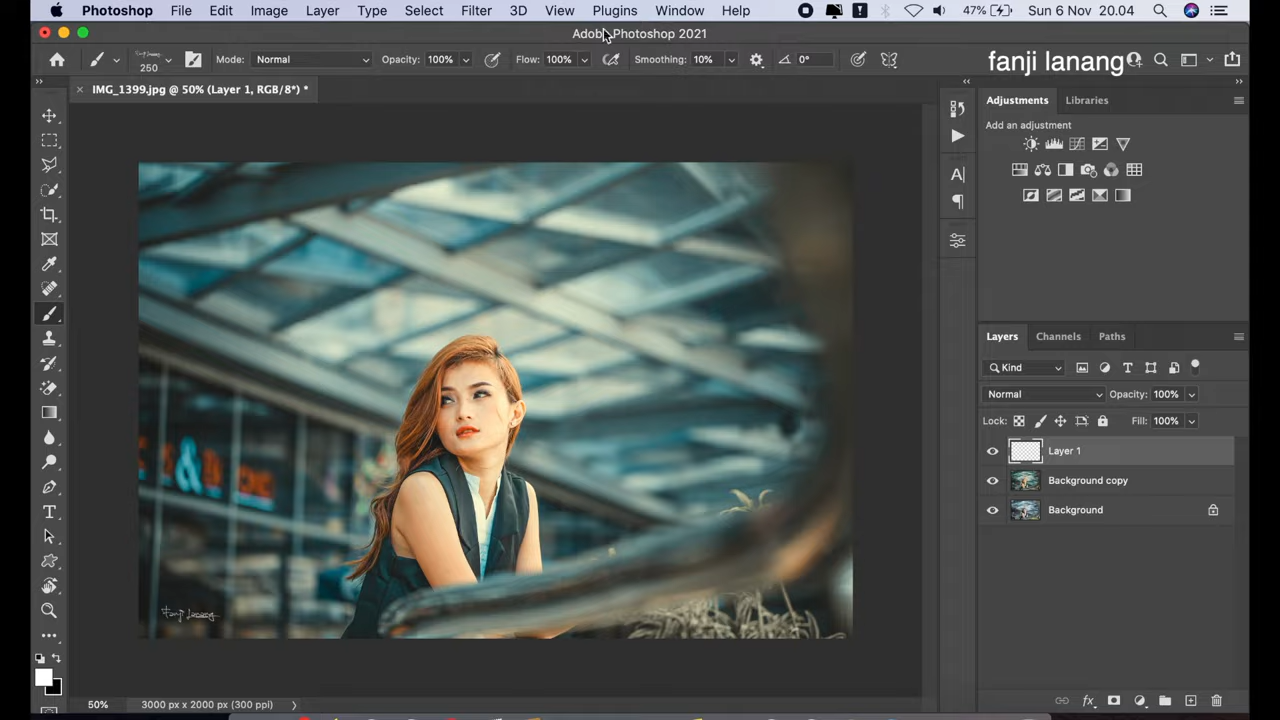 Photoshop File Edit Image Layer Type Select Filter 3D View Plugins Window Help 47% Sun 6 Nov 20.04
Adobe Photoshop 2021
250 Mode: Normal Opacity: 100% Flow: 100% Smoothing: 10% 0° fanji lanang
IMG_1399.jpg @ 50% (Layer 1, RGB/8*) *
Adjustments Libraries
Add an adjustment
Layers Channels Paths
Kind
Normal Opacity: 100%
Lock: Fill: 100%
Layer 1
Background copy
Background
&
Fanji Lanang
50% 3000 px x 2000 px (300 ppi)